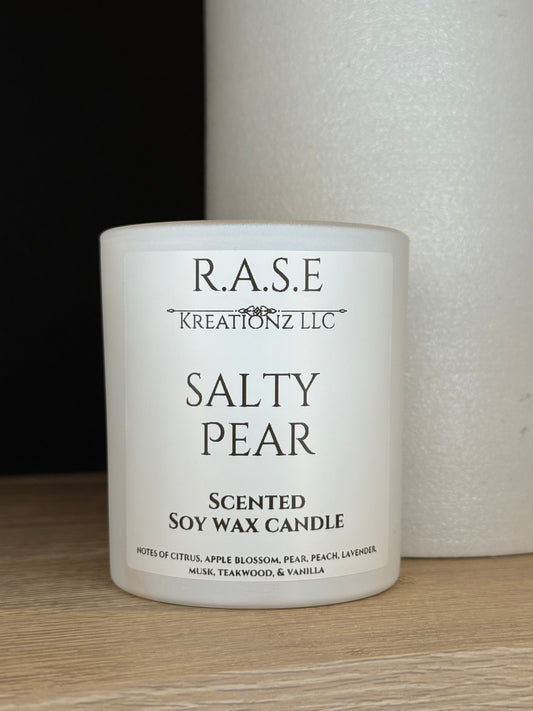 R.A.S.E
KREATIONZ LLC
SALTY
PEAR
SCENTED
SOY WAX CANDLE
NOTES OF CITRUS, APPLE BLOSSOM, PEAR, PEACH, LAVENDER,
MUSK, TEAKWOOD, & VANILLA